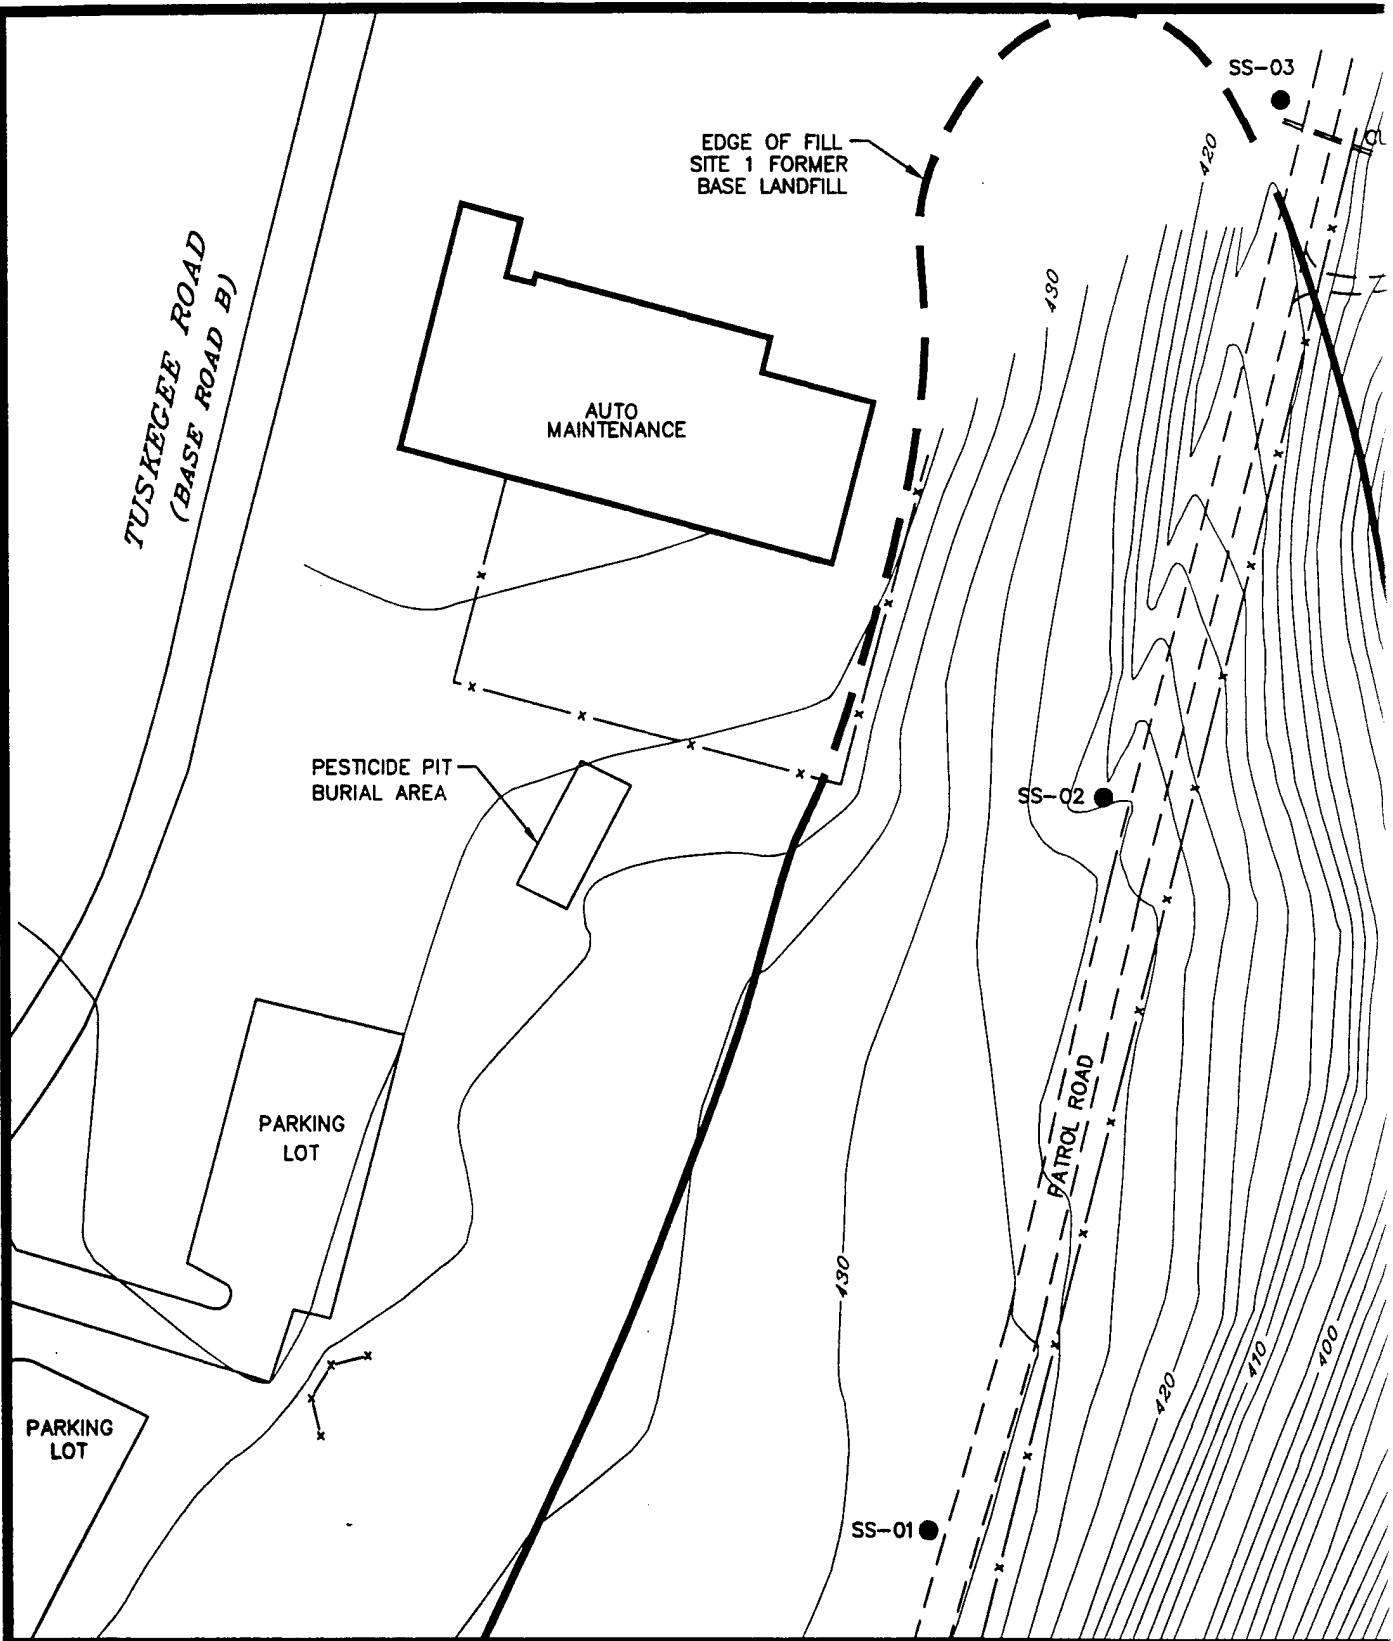 SS-03
EDGE OF FILL
SITE 1 FORMER
BASE LANDFILL
420
TUSKEGEE ROAD
(BASE ROAD B)
430
AUTO
MAINTENANCE
PESTICIDE PIT
BURIAL AREA
SS-02
PARKING
LOT
PATROL ROAD
430
420
410
400
PARKING
LOT
SS-01